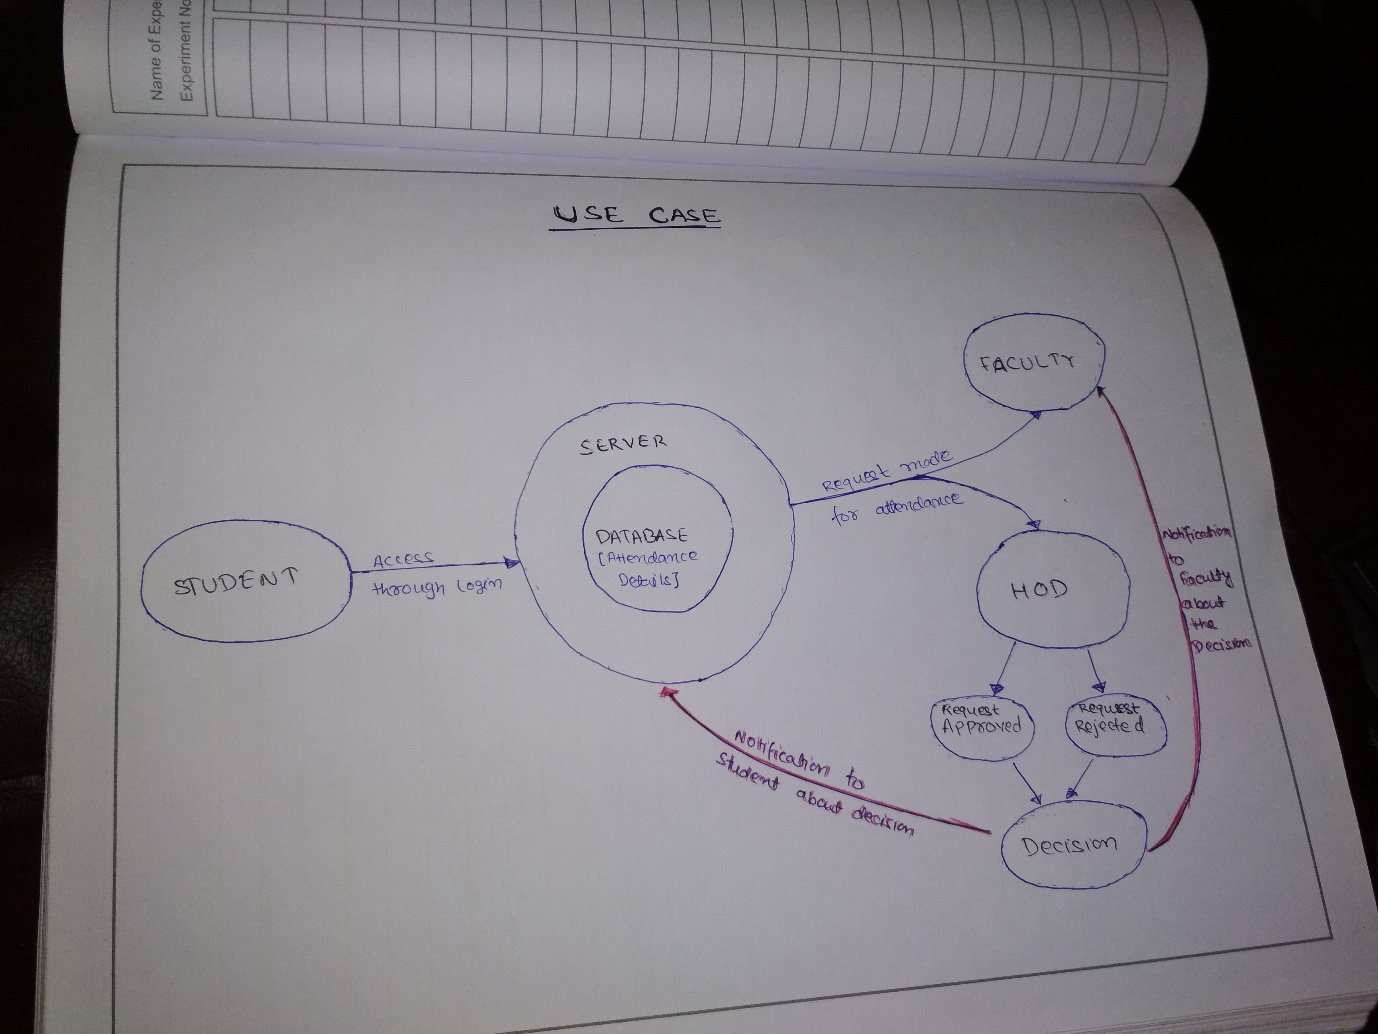 Name of Expe
Experiment No
USE CASE
FACULTY
SERVER
Request made
for attendance
DATABASE
[Attendance
Details]
Access
through Login
STUDENT
HOD
Notification
to
Faculty
about
the
Decision
Request
Approved
Request
Rejected
Notification to
Student about decision
Decision